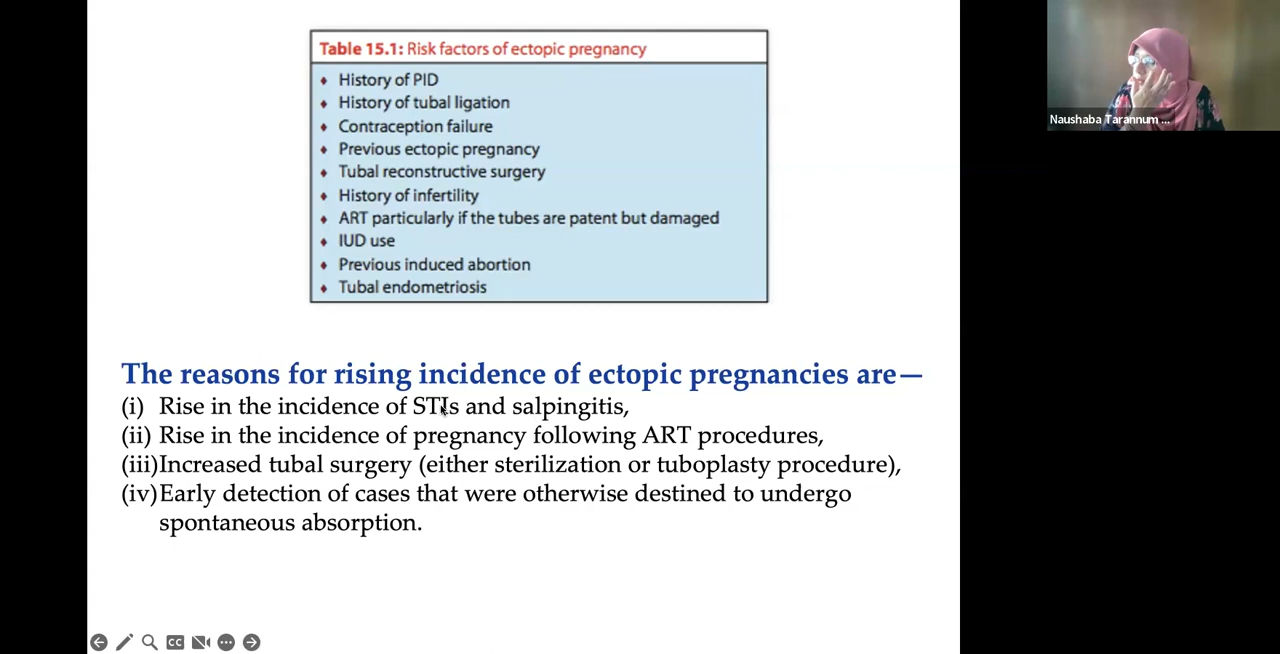 Table 15.1: Risk factors of ectopic pregnancy
♦ History of PID
♦ History of tubal ligation
♦ Contraception failure
♦ Previous ectopic pregnancy
♦ Tubal reconstructive surgery
♦ History of infertility
♦ ART particularly if the tubes are patent but damaged
♦ IUD use
♦ Previous induced abortion
♦ Tubal endometriosis
The reasons for rising incidence of ectopic pregnancies are—
(i) Rise in the incidence of STIs and salpingitis,
(ii) Rise in the incidence of pregnancy following ART procedures,
(iii)Increased tubal surgery (either sterilization or tuboplasty procedure),
(iv)Early detection of cases that were otherwise destined to undergo
spontaneous absorption.
Naushaba Tarannum ...
CC